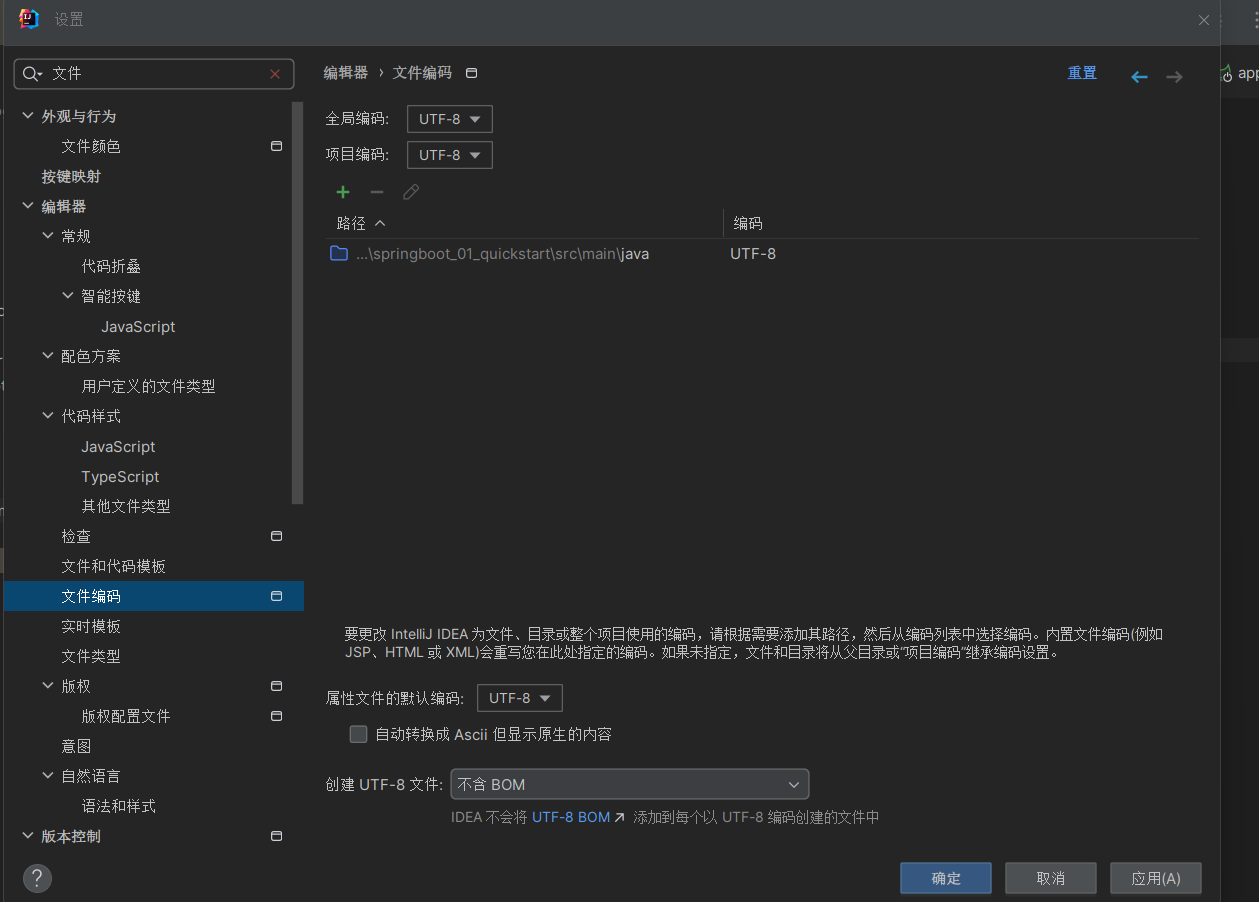 设置
文件
外观与行为
文件颜色
按键映射
编辑器
常规
代码折叠
智能按键
JavaScript
配色方案
用户定义的文件类型
代码样式
JavaScript
TypeScript
其他文件类型
检查
文件和代码模板
文件编码
实时模板
文件类型
版权
版权配置文件
意图
自然语言
语法和样式
版本控制
?
编辑器 › 文件编码
重置
全局编码: UTF-8
项目编码: UTF-8
路径 编码
...\springboot_01_quickstart\src\main\java UTF-8
要更改 IntelliJ IDEA 为文件、目录或整个项目使用的编码，请根据需要添加其路径，然后从编码列表中选择编码。内置文件编码(例如
JSP、HTML 或 XML)会重写您在此处指定的编码。如果未指定，文件和目录将从父目录或“项目编码”继承编码设置。
属性文件的默认编码: UTF-8
自动转换成 Ascii 但显示原生的内容
创建 UTF-8 文件: 不含 BOM
IDEA 不会将 UTF-8 BOM↗ 添加到每个以 UTF-8 编码创建的文件中
确定 取消 应用(A)
app